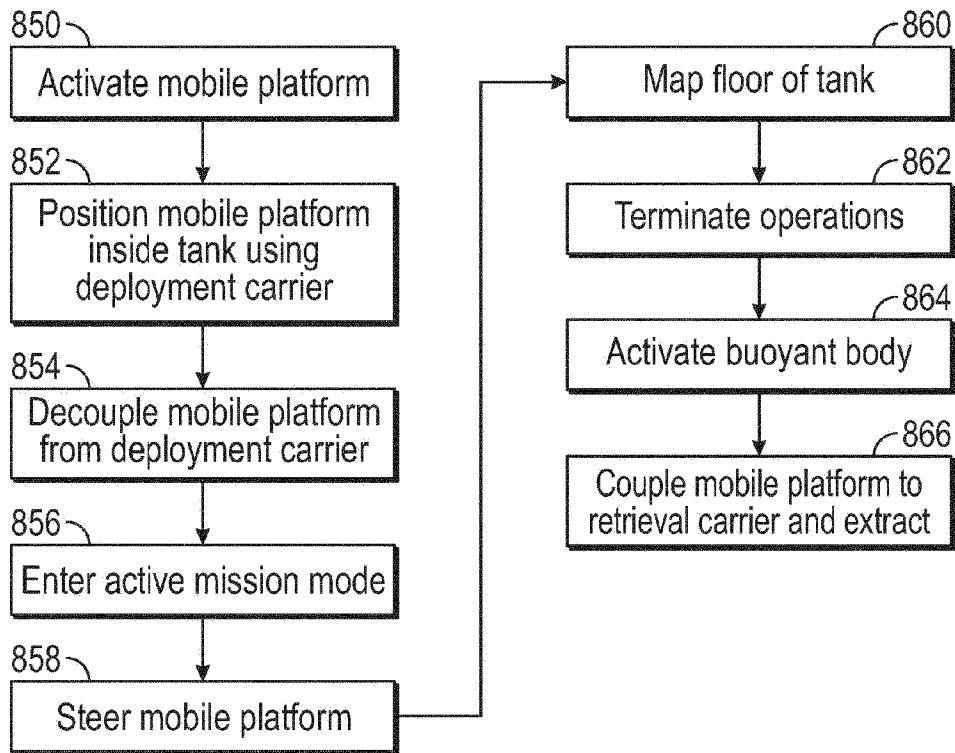 850
Activate mobile platform
852
Position mobile platform
inside tank using
deployment carrier
854
Decouple mobile platform
from deployment carrier
856
Enter active mission mode
858
Steer mobile platform
860
Map floor of tank
862
Terminate operations
864
Activate buoyant body
866
Couple mobile platform to
retrieval carrier and extract